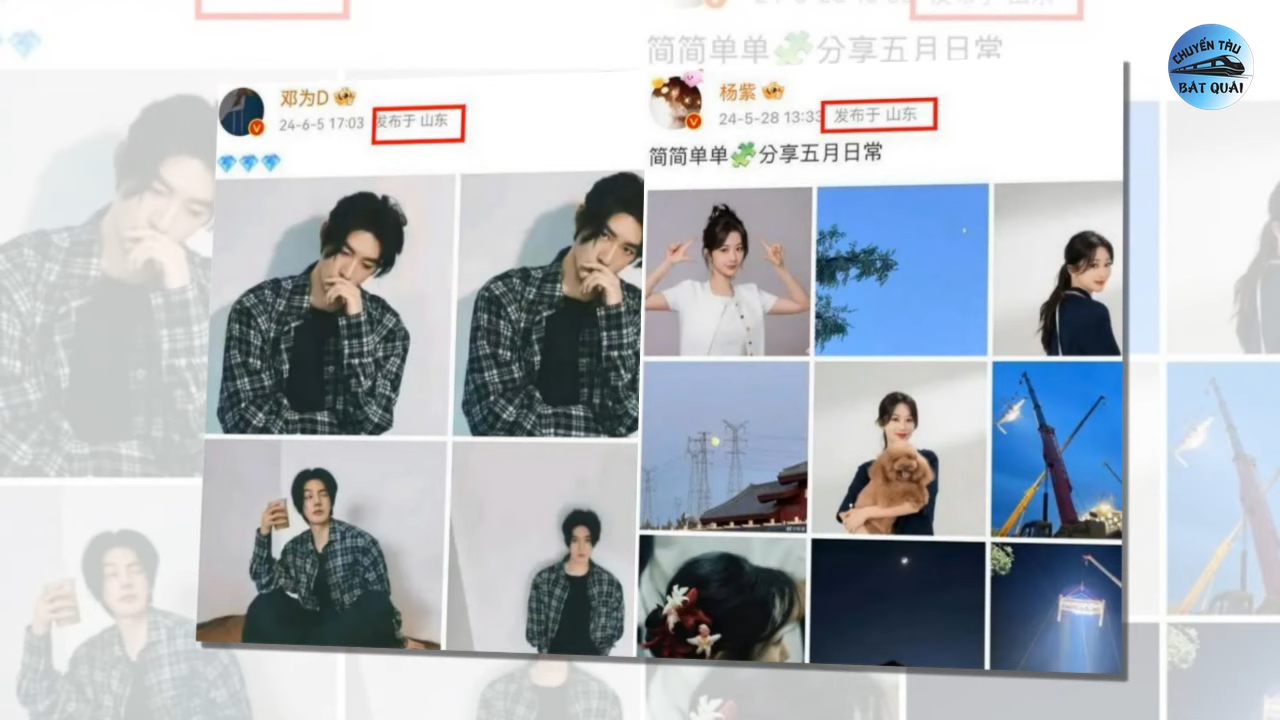 简简单单🧩分享五月日常
CHUYẾN TÀU
BÁT QUÁI
邓为D
24-6-5 17:03 发布于 山东
💎💎💎
杨紫
24-5-28 13:33 发布于 山东
简简单单🧩分享五月日常